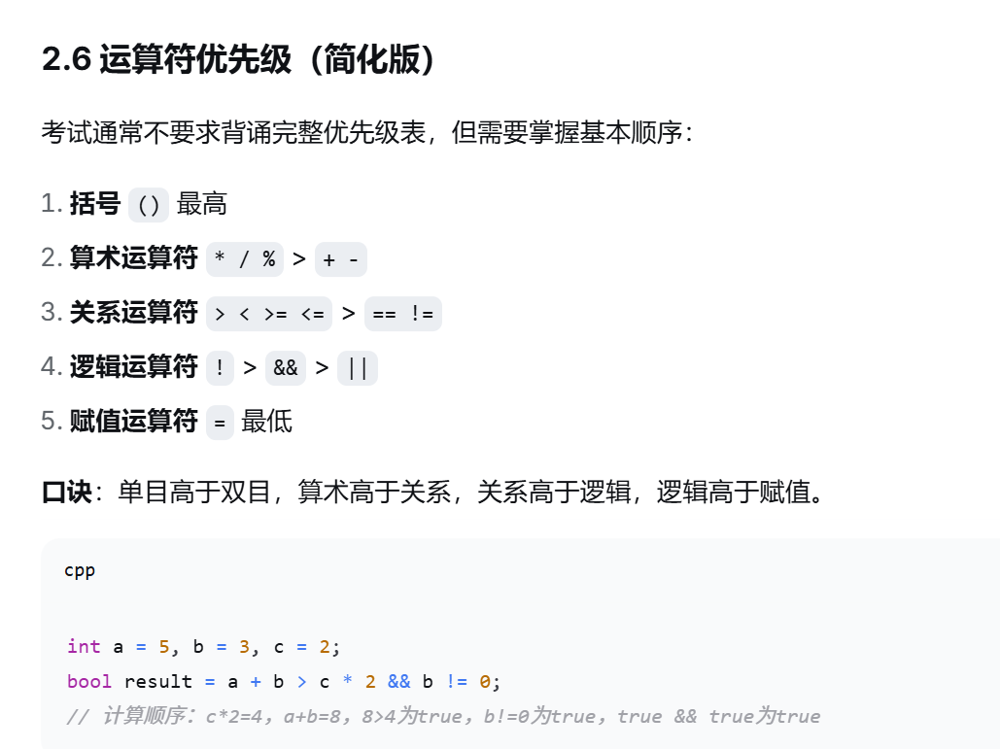 2.6 运算符优先级（简化版）
考试通常不要求背诵完整优先级表，但需要掌握基本顺序：
1. 括号 () 最高
2. 算术运算符 * / % > + -
3. 关系运算符 > < >= <= > == !=
4. 逻辑运算符 ! > && > ||
5. 赋值运算符 = 最低
口诀：单目高于双目，算术高于关系，关系高于逻辑，逻辑高于赋值。
cpp
int a = 5, b = 3, c = 2;
bool result = a + b > c * 2 && b != 0;
// 计算顺序：c*2=4，a+b=8，8>4为true，b!=0为true，true && true为true